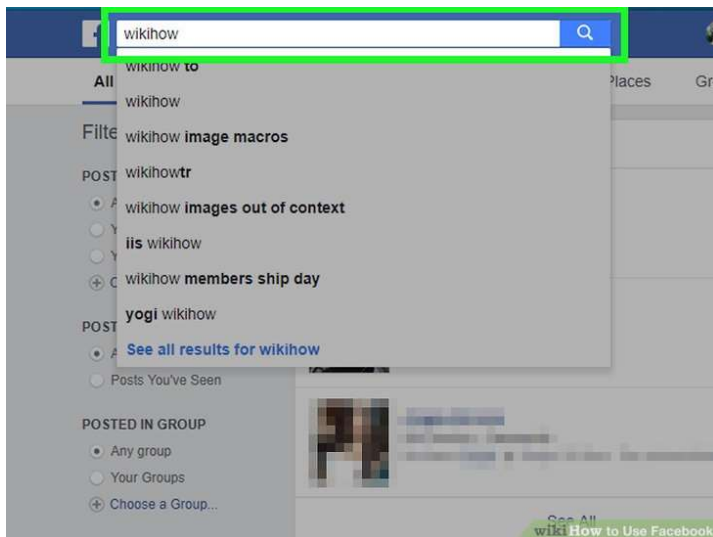 wikihow
All
Places
Gr
wikihow to
wikihow
Filte
wikihow image macros
POST
wikihowtr
wikihow images out of context
iis wikihow
wikihow members ship day
yogi wikihow
POST
See all results for wikihow
Posts You've Seen
POSTED IN GROUP
Any group
Your Groups
Choose a Group...
See All
wikiHow to Use Facebook